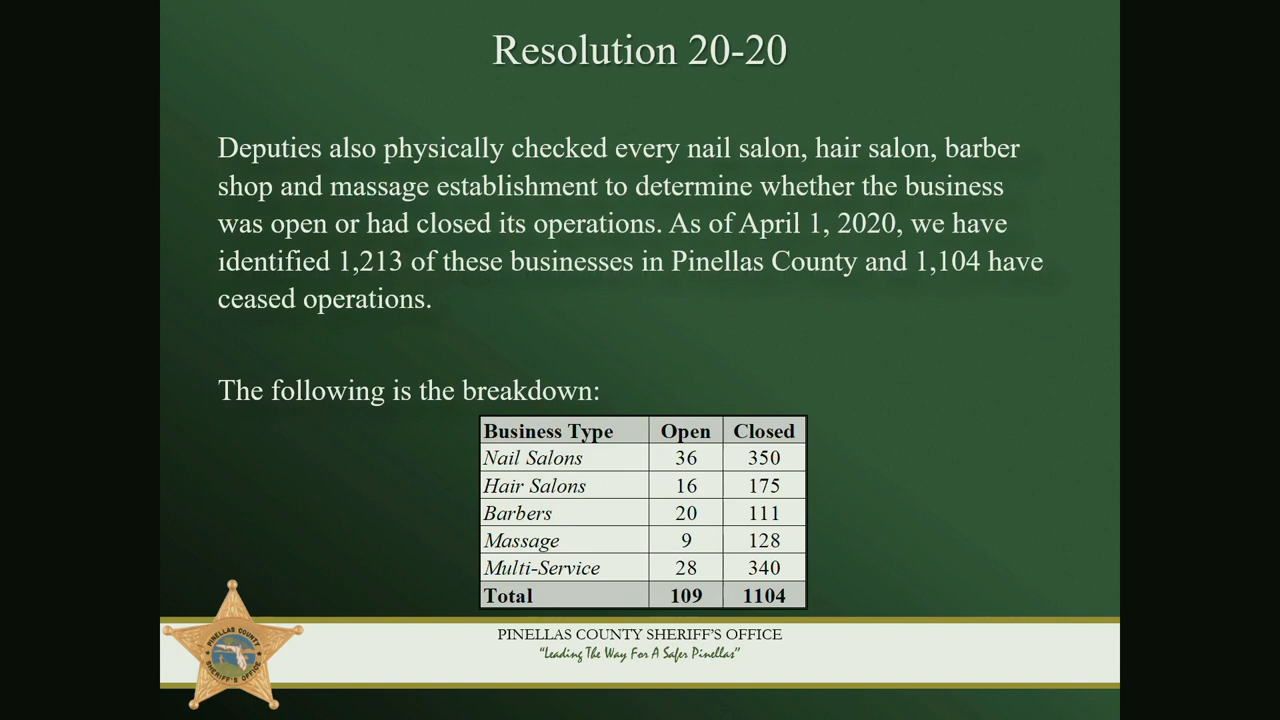 Resolution 20-20
Deputies also physically checked every nail salon, hair salon, barber
shop and massage establishment to determine whether the business
was open or had closed its operations. As of April 1, 2020, we have
identified 1,213 of these businesses in Pinellas County and 1,104 have
ceased operations.
The following is the breakdown:
Business Type Open Closed
Nail Salons 36 350
Hair Salons 16 175
Barbers 20 111
Massage 9 128
Multi-Service 28 340
Total 109 1104
PINELLAS COUNTY SHERIFF'S OFFICE
"Leading The Way For A Safer Pinellas"
PINELLAS COUNTY
SHERIFF'S OFFICE